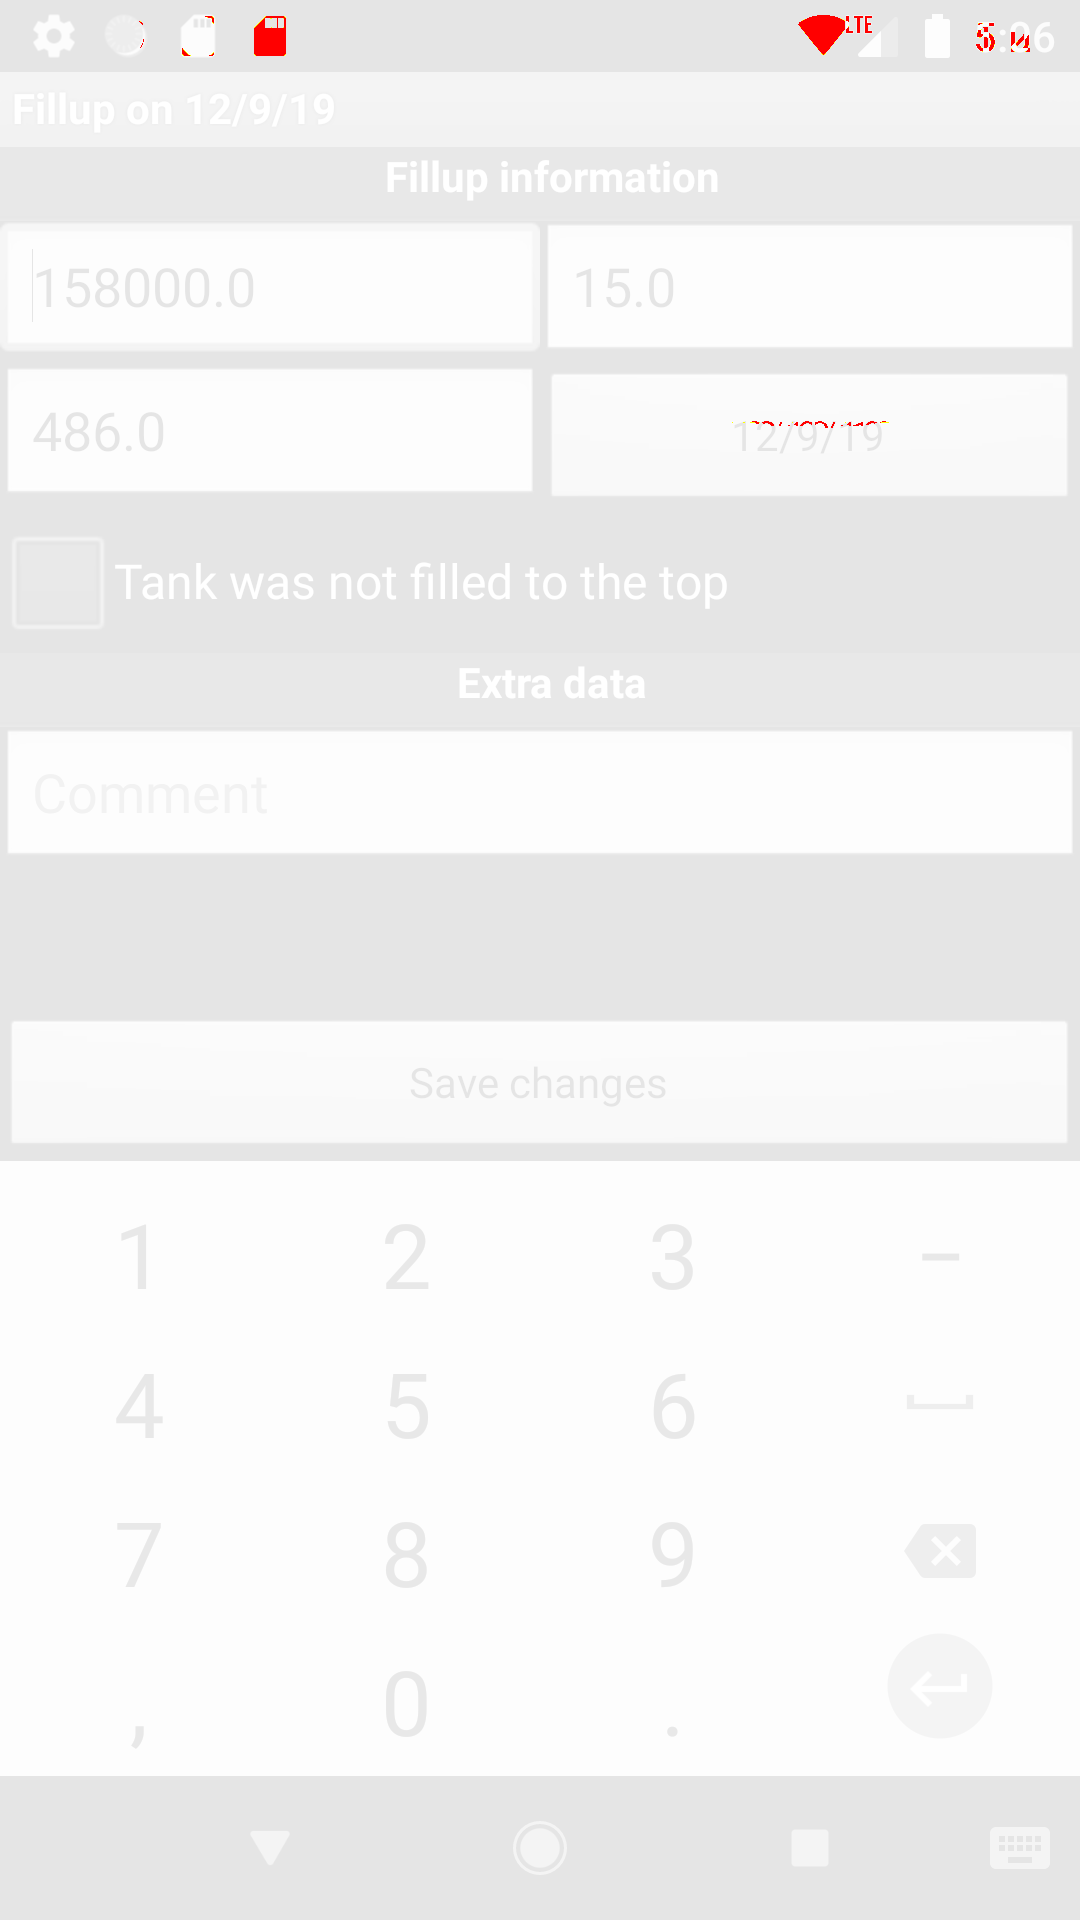 LTE
Fillup on 12/9/19
Fillup information
158000.0 15.0
486.0 12/9/19
Tank was not filled to the top
Extra data
Comment
Save changes
1 2 3 –
4 5 6
7 8 9
, 0 .